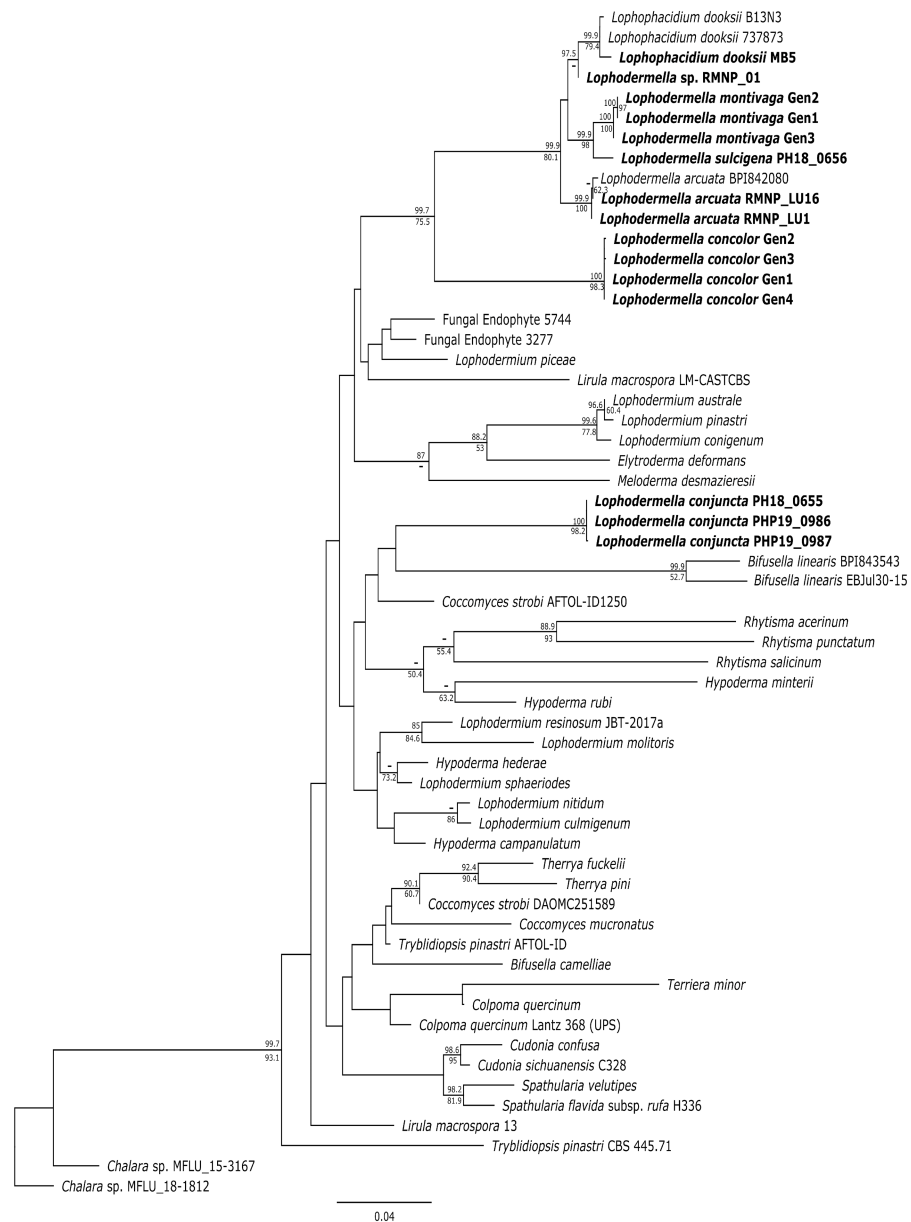 Lophophacidium dooksii B13N3
99.9
Lophophacidium dooksii 737873
79.4
97.5
Lophophacidium dooksii MB5
-
Lophodermella sp. RMNP_01
Lophodermella montivaga Gen2
100
97
Lophodermella montivaga Gen1
100
100
99.9
Lophodermella montivaga Gen3
98
99.9
80.1
Lophodermella sulcigena PH18_0656
-
Lophodermella arcuata BPI842080
62.3
99.9
Lophodermella arcuata RMNP_LU16
100
99.7
75.5
Lophodermella arcuata RMNP_LU1
Lophodermella concolor Gen2
Lophodermella concolor Gen3
100
Lophodermella concolor Gen1
98.3
Lophodermella concolor Gen4
Fungal Endophyte 5744
Fungal Endophyte 3277
Lophodermium piceae
Lirula macrospora LM-CASTCBS
Lophodermium australe
96.6
60.4
Lophodermium pinastri
99.6
77.8
88.2
53
Lophodermium conigenum
87
-
Elytroderma deformans
Meloderma desmazieresii
Lophodermella conjuncta PH18_0655
100
Lophodermella conjuncta PHP19_0986
98.2
Lophodermella conjuncta PHP19_0987
Bifusella linearis BPI843543
99.9
52.7
Bifusella linearis EBJul30-15
Coccomyces strobi AFTOL-ID1250
Rhytisma acerinum
88.9
93
Rhytisma punctatum
-
55.4
Rhytisma salicinum
-
50.4
Hypoderma minterii
-
63.2
Hypoderma rubi
Lophodermium resinosum JBT-2017a
85
84.6
Lophodermium molitoris
Hypoderma hederae
-
73.2
Lophodermium sphaeriodes
Lophodermium nitidum
-
86
Lophodermium culmigenum
Hypoderma campanulatum
Therrya fuckelii
92.4
90.4
Therrya pini
90.1
60.7
Coccomyces strobi DAOMC251589
Coccomyces mucronatus
Tryblidiopsis pinastri AFTOL-ID
Bifusella camelliae
Terriera minor
Colpoma quercinum
Colpoma quercinum Lantz 368 (UPS)
99.7
93.1
Cudonia confusa
98.6
95
Cudonia sichuanensis C328
Spathularia velutipes
98.2
81.9
Spathularia flavida subsp. rufa H336
Lirula macrospora 13
Tryblidiopsis pinastri CBS 445.71
Chalara sp. MFLU_15-3167
Chalara sp. MFLU_18-1812
0.04